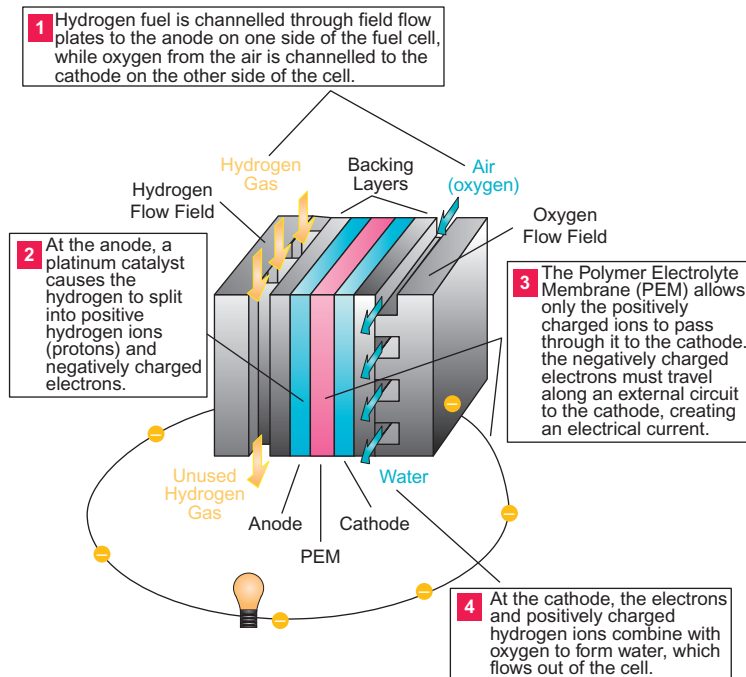 1 Hydrogen fuel is channelled through field flow
plates to the anode on one side of the fuel cell,
while oxygen from the air is channelled to the
cathode on the other side of the cell.
Hydrogen
Gas
Backing
Layers
Air
(oxygen)
Hydrogen
Flow Field
Oxygen
Flow Field
2 At the anode, a
platinum catalyst
causes the
hydrogen to split
into positive
hydrogen ions
(protons) and
negatively charged
electrons.
3 The Polymer Electrolyte
Membrane (PEM) allows
only the positively
charged ions to pass
through it to the cathode.
the negatively charged
electrons must travel
along an external circuit
to the cathode, creating
an electrical current.
Unused
Hydrogen
Gas
Water
Anode
Cathode
PEM
4 At the cathode, the electrons
and positively charged
hydrogen ions combine with
oxygen to form water, which
flows out of the cell.